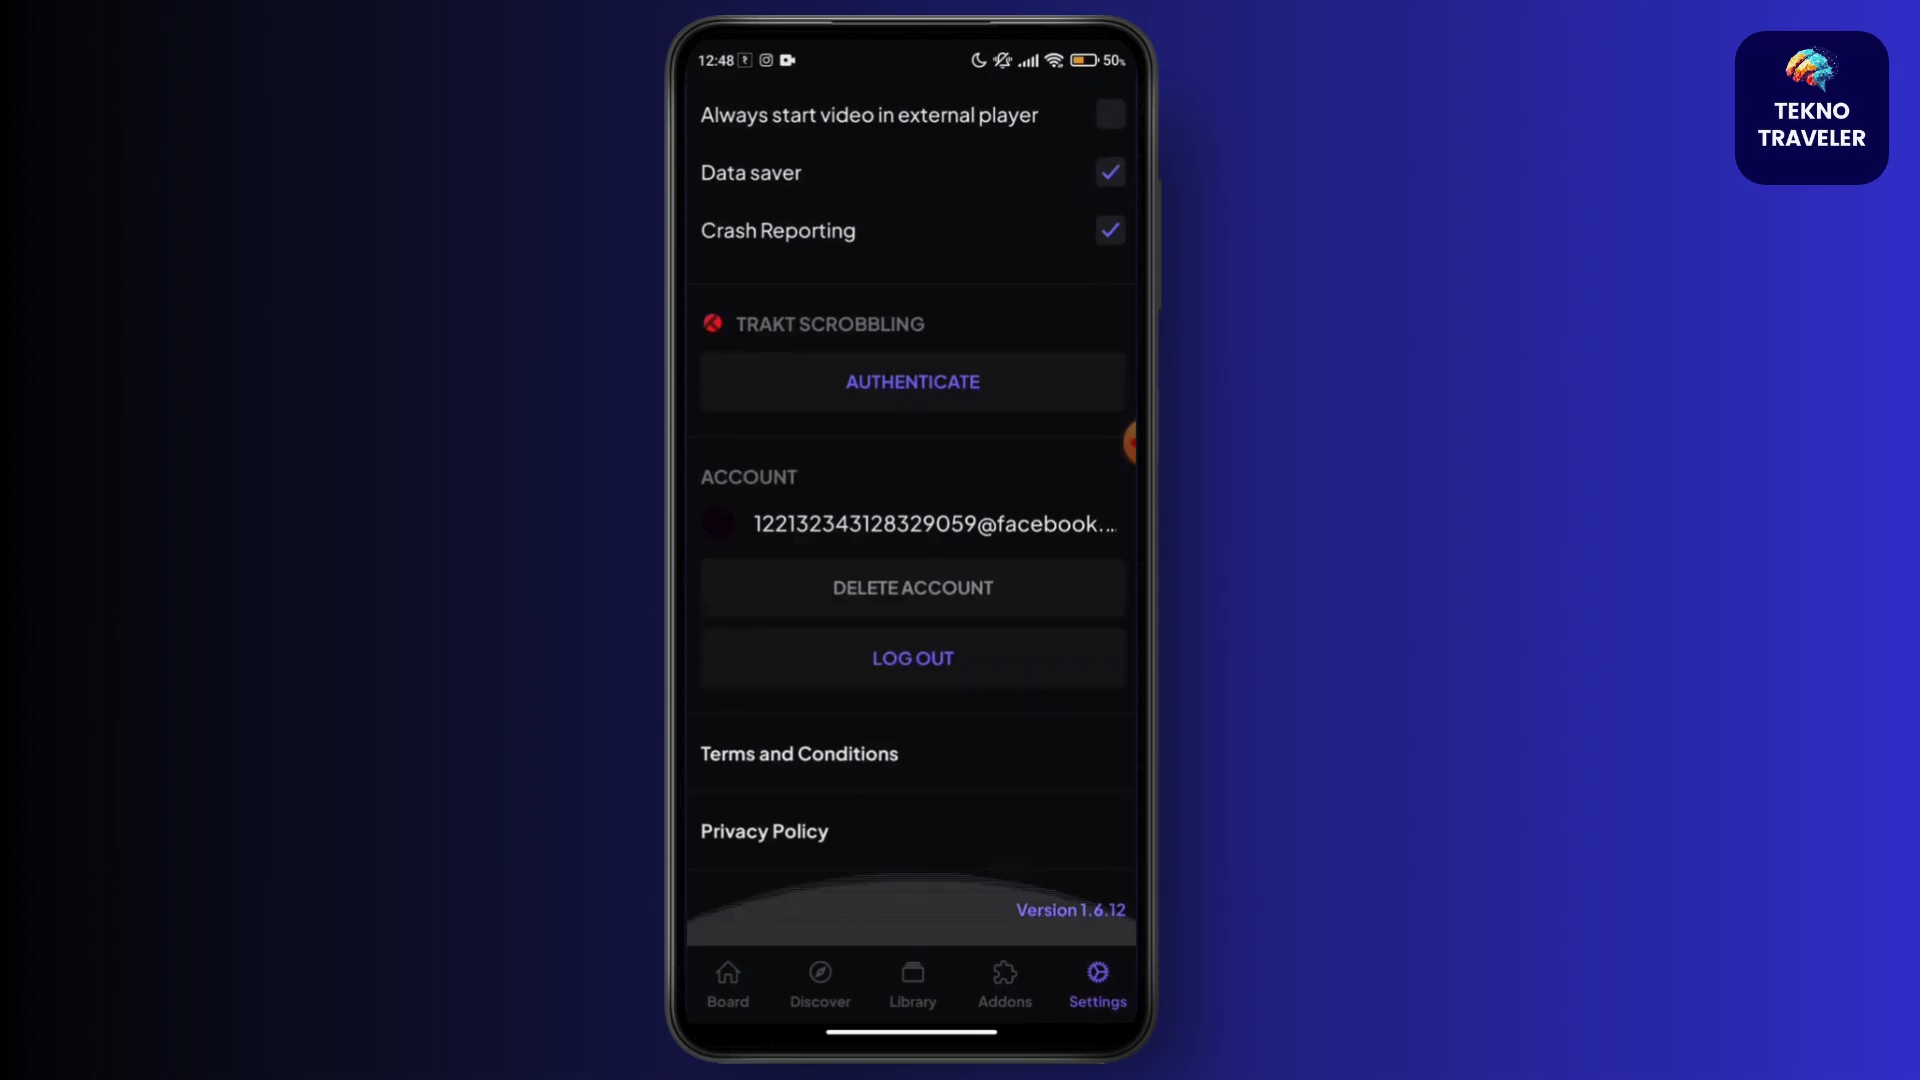 12:48 50%
TEKNO
TRAVELER
Always start video in external player
Data saver
Crash Reporting
TRAKT SCROBBLING
AUTHENTICATE
ACCOUNT
122132343128329059@facebook....
DELETE ACCOUNT
LOG OUT
Terms and Conditions
Privacy Policy
Version 1.6.12
Board Discover Library Addons Settings